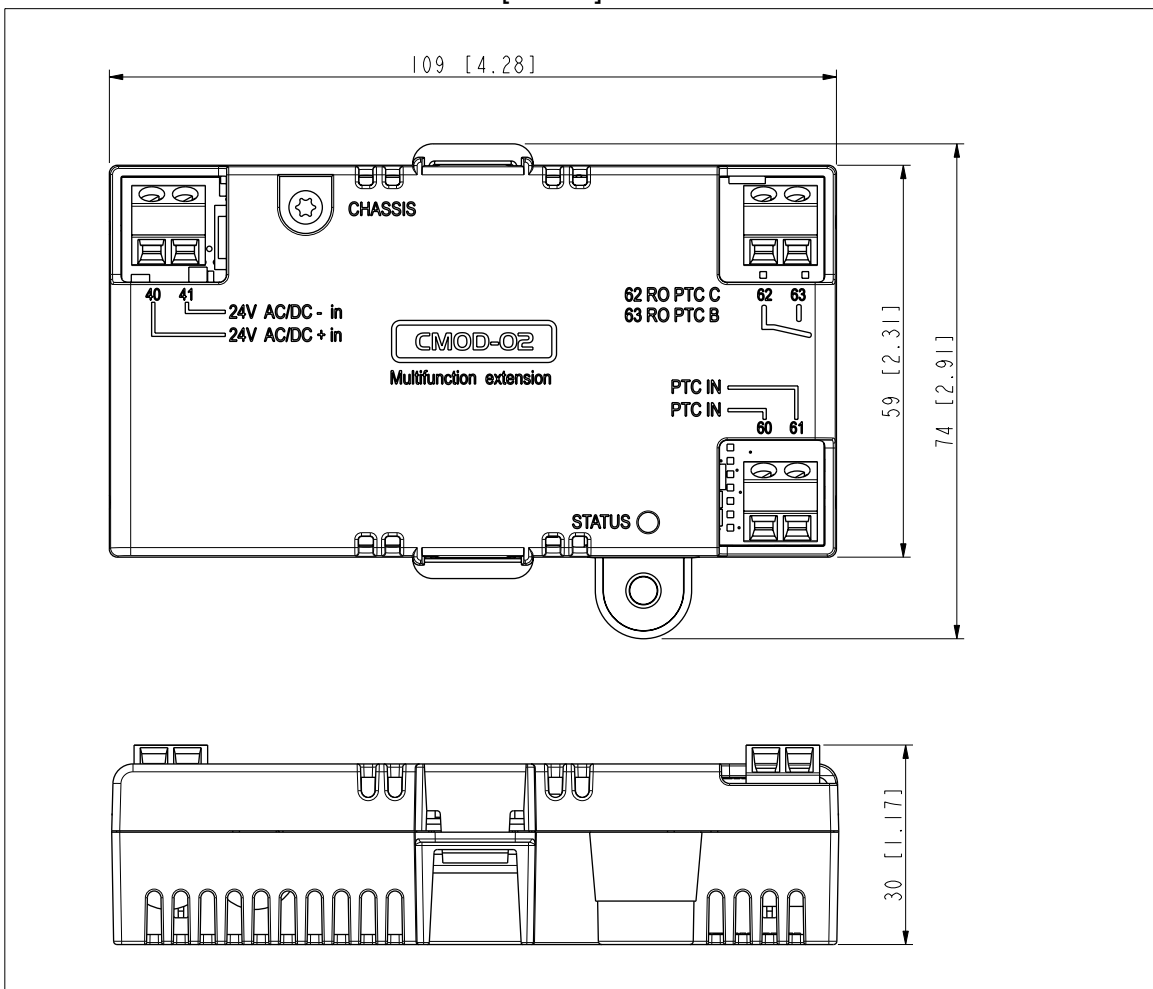 109 [4.28]
CHASSIS
40 41
24V AC/DC - in
24V AC/DC + in
62 RO PTC C
63 RO PTC B
62 63
CMOD-02
Multifunction extension
PTC IN
PTC IN
60 61
STATUS
59 [2.31]
74 [2.91]
30 [1.17]